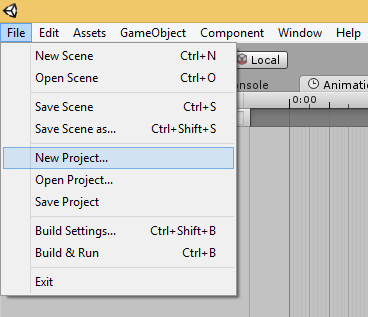 File Edit Assets GameObject Component Window Help
New Scene Ctrl+N
Open Scene Ctrl+O
Save Scene Ctrl+S
Save Scene as... Ctrl+Shift+S
New Project...
Open Project...
Save Project
Build Settings... Ctrl+Shift+B
Build & Run Ctrl+B
Exit
Local
onsole Animatio
0:00